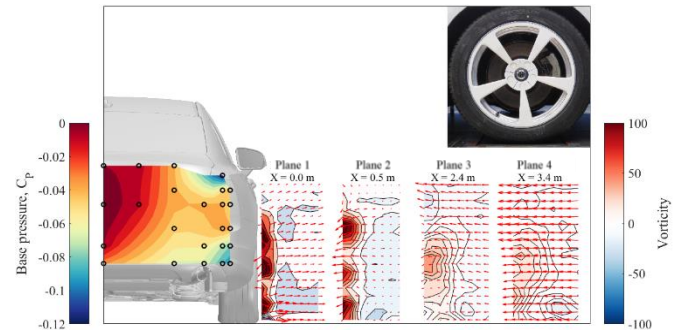 Plane 1
X = 0.0 m
Plane 2
X = 0.5 m
Plane 3
X = 2.4 m
Plane 4
X = 3.4 m
Base pressure, C_P
0
-0.02
-0.04
-0.06
-0.08
-0.1
-0.12
100
50
0
-50
-100
Vorticity